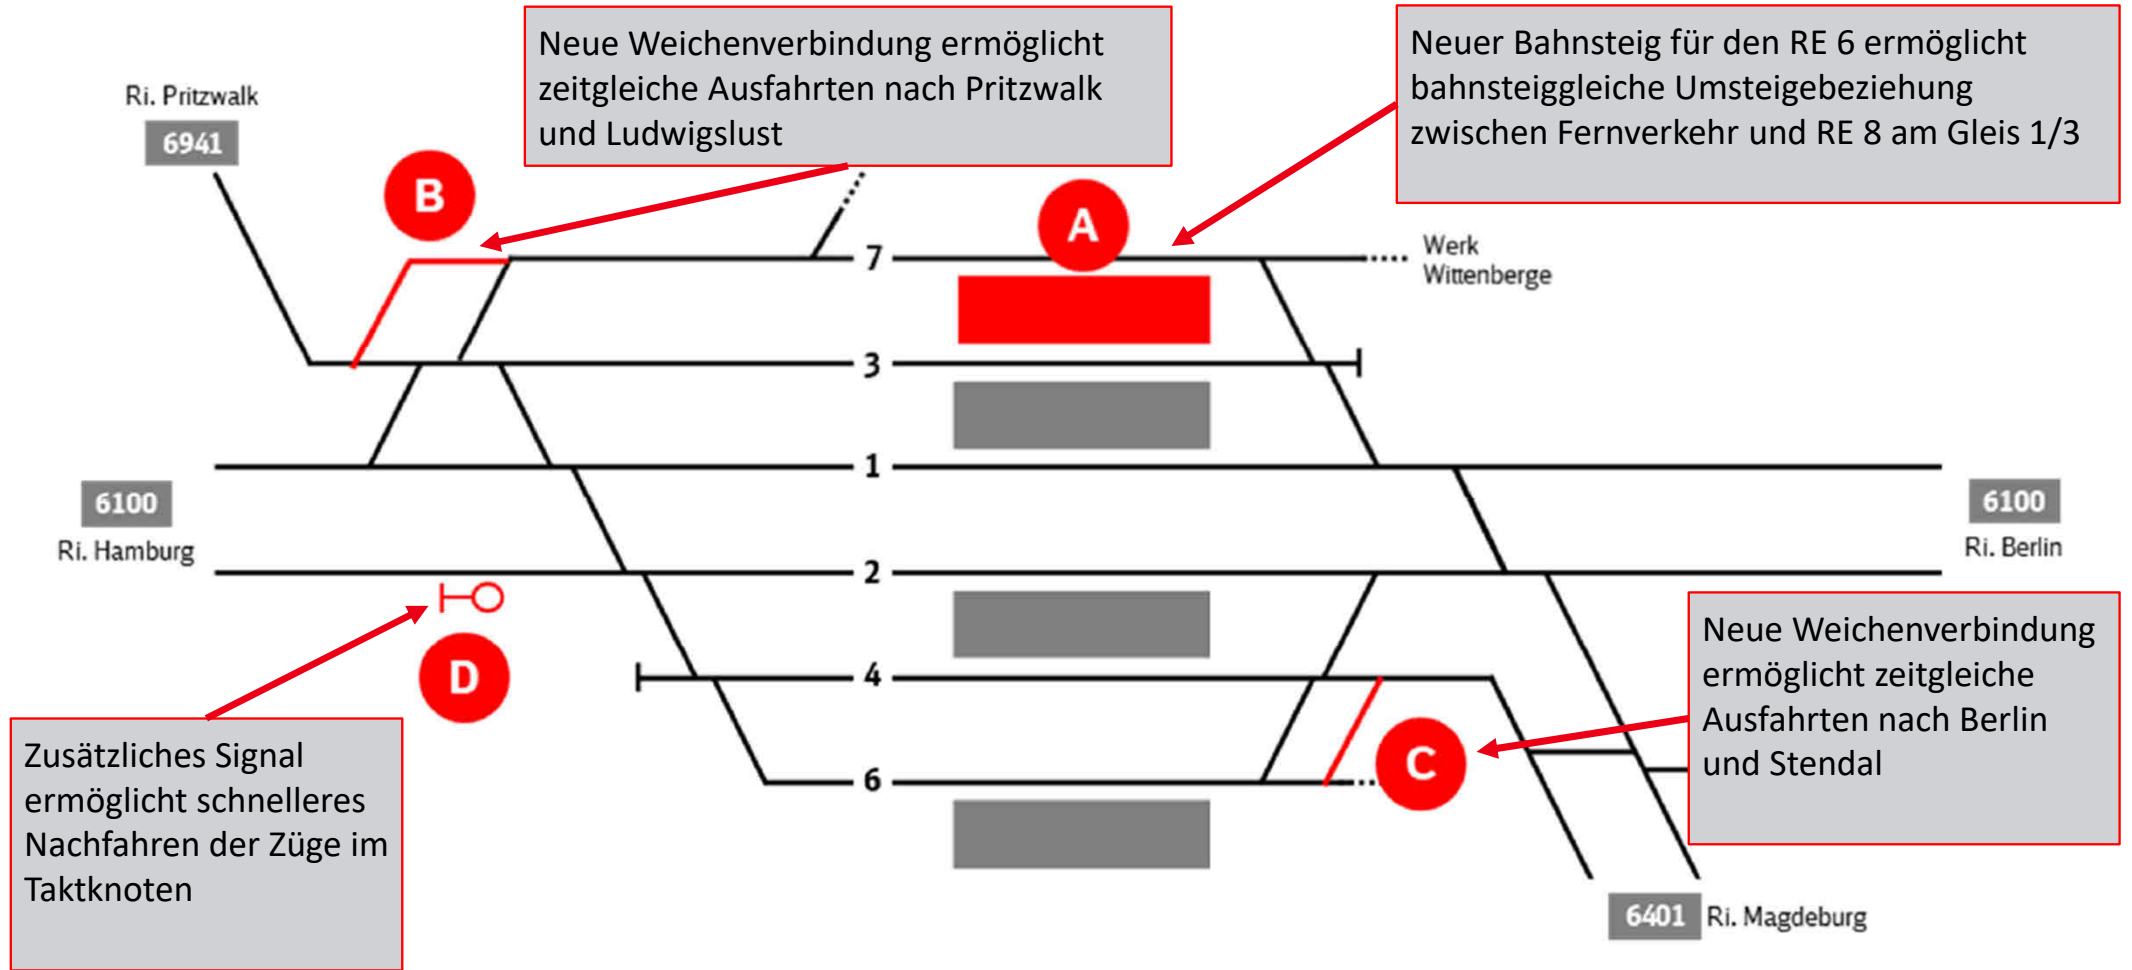 Neue Weichenverbindung ermöglicht
zeitgleiche Ausfahrten nach Pritzwalk
und Ludwigslust
Neuer Bahnsteig für den RE 6 ermöglicht
bahnsteiggleiche Umsteigebeziehung
zwischen Fernverkehr und RE 8 am Gleis 1/3
Ri. Pritzwalk
6941
B
A
7
Werk
Wittenberge
3
1
6100
Ri. Hamburg
6100
Ri. Berlin
2
D
4
Neue Weichenverbindung
ermöglicht zeitgleiche
Ausfahrten nach Berlin
und Stendal
C
6
Zusätzliches Signal
ermöglicht schnelleres
Nachfahren der Züge im
Taktknoten
6401 Ri. Magdeburg